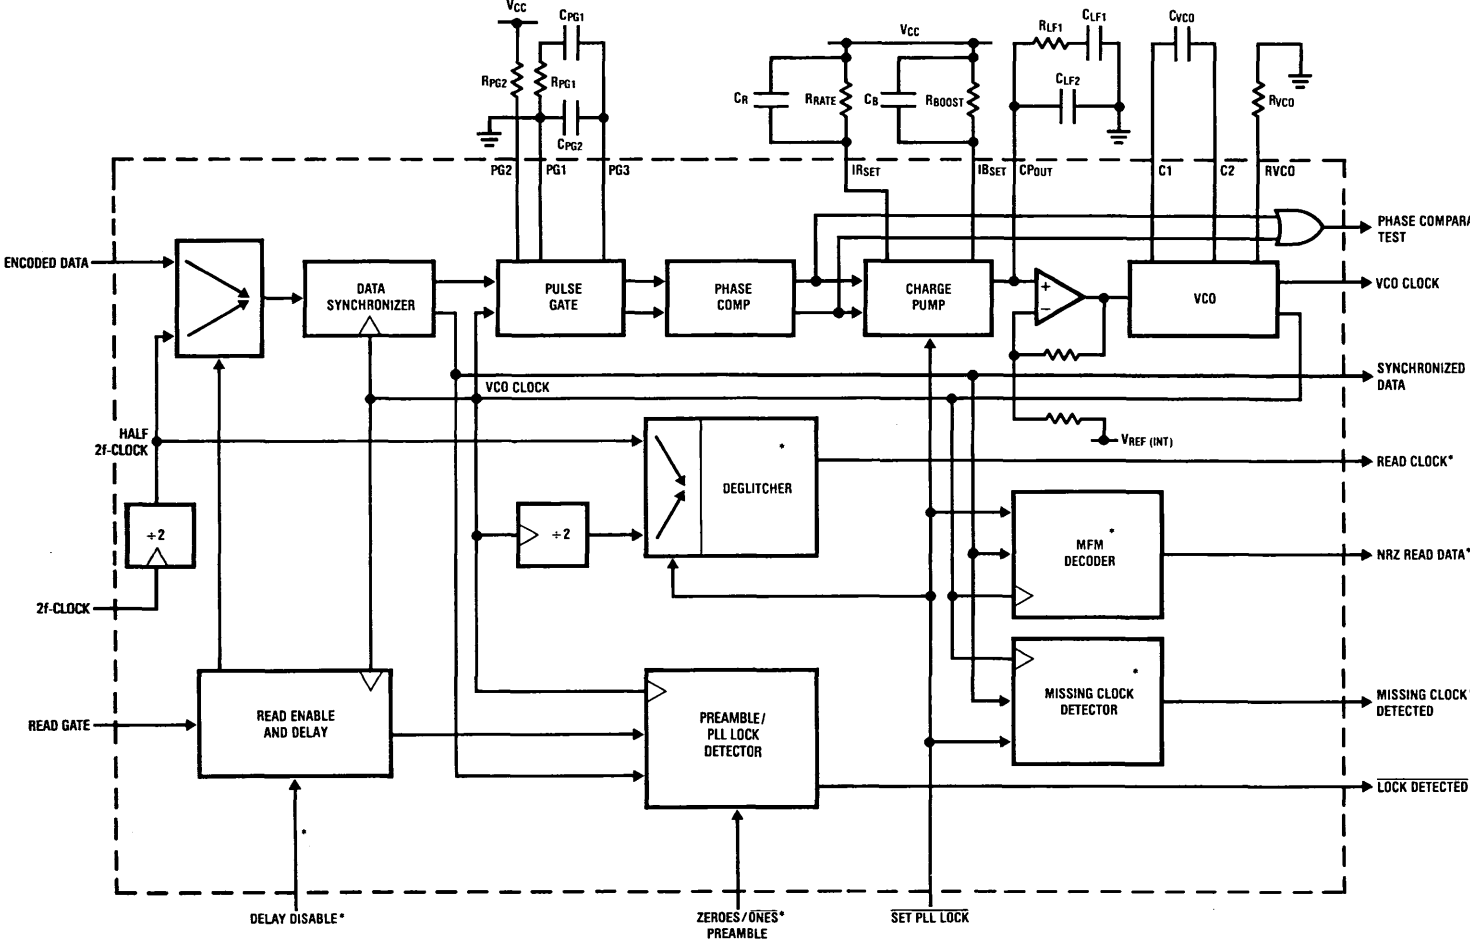 VCC
CPG1
RPG2
RPG1
CPG2
VCC
CR
RRATE
CB
RBOOST
RLF1
CLF1
CLF2
CVCO
RVCO
PG2
PG1
PG3
IRSET
IBSET
CPOUT
C1
C2
RVCO
PHASE COMPARA
TEST
ENCODED DATA
DATA
SYNCHRONIZER
PULSE
GATE
PHASE
COMP
CHARGE
PUMP
+
−
VCO
VCO CLOCK
SYNCHRONIZED
DATA
VCO CLOCK
HALF
2f-CLOCK
VREF (INT)
*
DEGLITCHER
READ CLOCK*
÷2
÷2
*
MFM
DECODER
NRZ READ DATA*
2f-CLOCK
READ GATE
READ ENABLE
AND DELAY
PREAMBLE/
PLL LOCK
DETECTOR
*
MISSING CLOCK
DETECTOR
MISSING CLOCK*
DETECTED
LOCK DETECTED
*
DELAY DISABLE*
ZEROES/ONES*
PREAMBLE
SET PLL LOCK